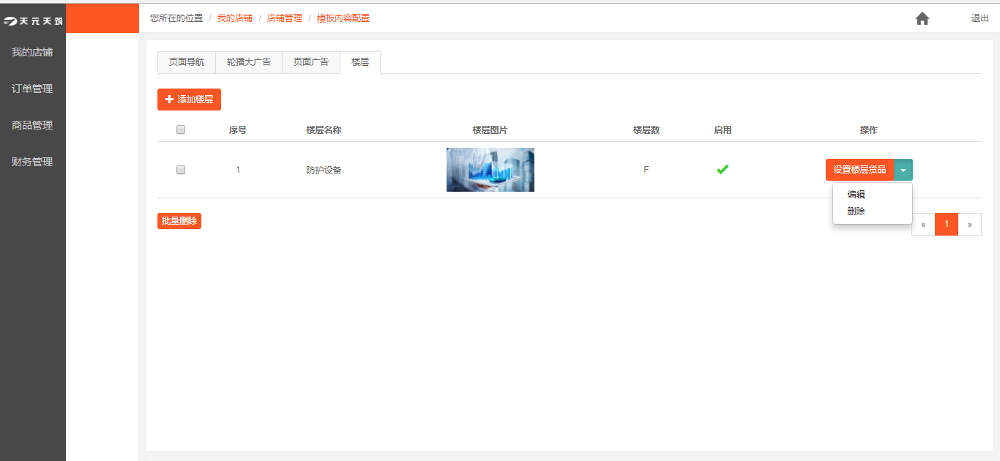 天元天筑
您所在的位置 / 我的店铺 / 店铺管理 / 模板内容配置
退出
我的店铺
订单管理
商品管理
财务管理
页面导航
轮播大广告
页面广告
楼层
添加楼层
序号 楼层名称 楼层图片 楼层数 启用 操作
1 防护设备 F 设置楼层货品
编辑
删除
批量删除
« 1 »